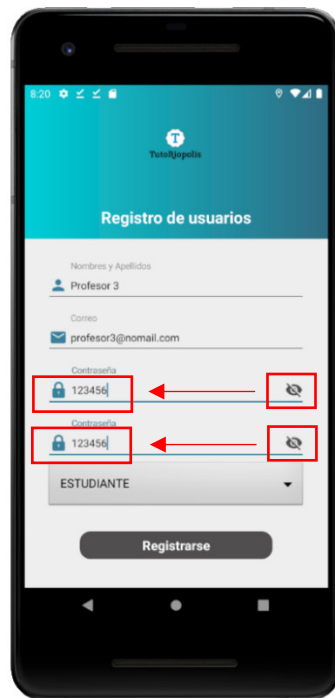 8:20
T
TutoRjopolis
Registro de usuarios
Nombres y Apellidos
Profesor 3
Correo
profesor3@nomail.com
Contraseña
123456
Contraseña
123456
ESTUDIANTE
Registrarse